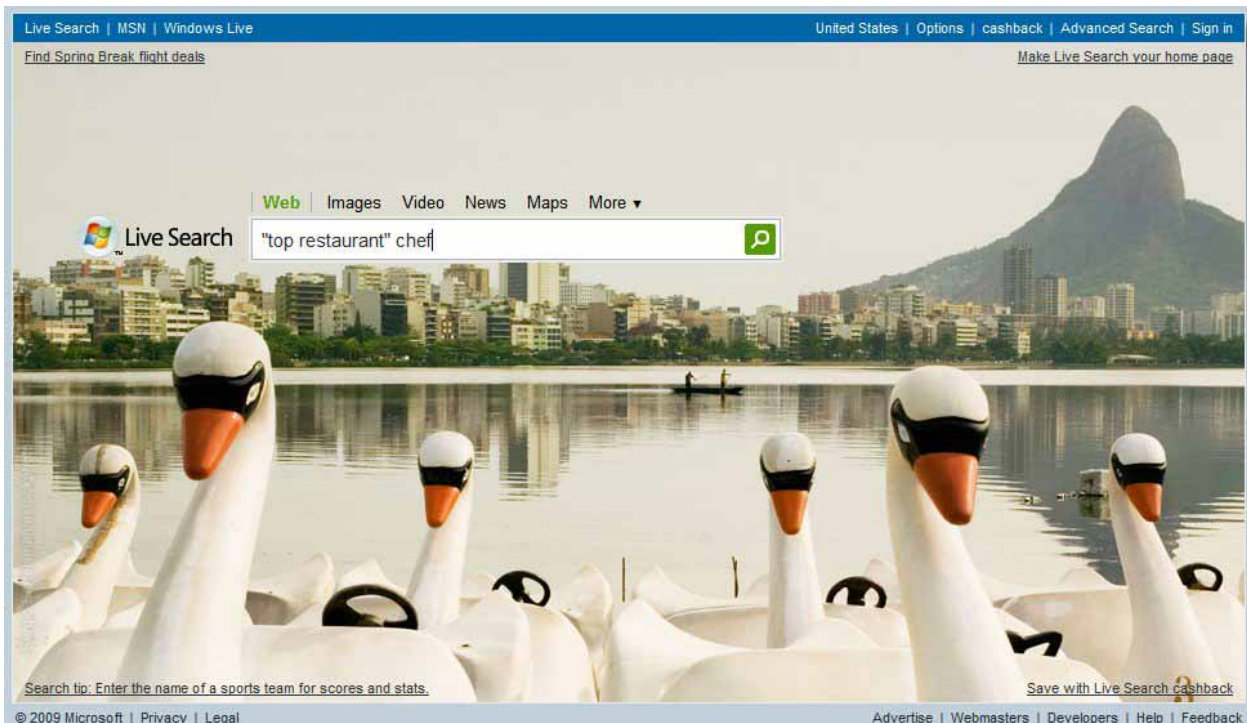 Live Search | MSN | Windows Live
United States | Options | cashback | Advanced Search | Sign in
Find Spring Break flight deals
Make Live Search your home page
Web | Images Video News Maps More ▾
Live Search
TM
"top restaurant" chef
Search tip: Enter the name of a sports team for scores and stats.
3
Save with Live Search cashback
© 2009 Microsoft | Privacy | Legal
Advertise | Webmasters | Developers | Help | Feedback